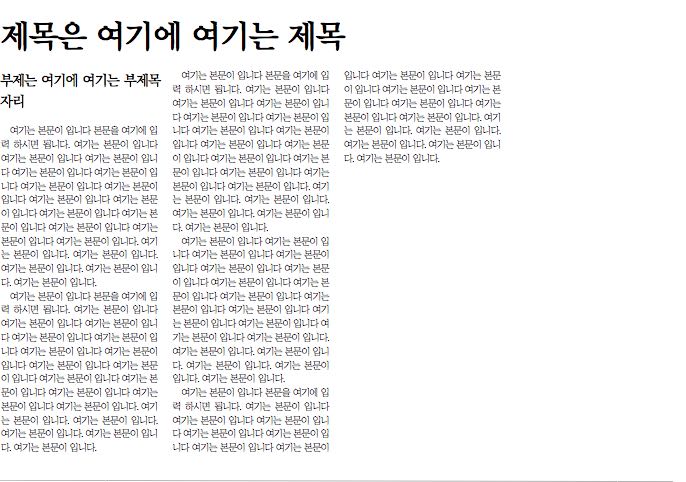 제목은 여기에 여기는 제목
부제는 여기에 여기는 부제목
자리
여기는 본문이 입니다 본문을 여기에 입
력 하시면 됩니다. 여기는 본문이 입니다
여기는 본문이 입니다 여기는 본문이 입니
다 여기는 본문이 입니다 여기는 본문이 입
니다 여기는 본문이 입니다 여기는 본문이
입니다 여기는 본문이 입니다 여기는 본문
이 입니다 여기는 본문이 입니다 여기는 본
문이 입니다 여기는 본문이 입니다 여기는
본문이 입니다 여기는 본문이 입니다. 여기
는 본문이 입니다. 여기는 본문이 입니다.
여기는 본문이 입니다. 여기는 본문이 입니
다. 여기는 본문이 입니다.
여기는 본문이 입니다 본문을 여기에 입
력 하시면 됩니다. 여기는 본문이 입니다
여기는 본문이 입니다 여기는 본문이 입니
다 여기는 본문이 입니다 여기는 본문이 입
니다 여기는 본문이 입니다 여기는 본문이
입니다 여기는 본문이 입니다 여기는 본문
이 입니다 여기는 본문이 입니다 여기는 본
문이 입니다 여기는 본문이 입니다 여기는
본문이 입니다 여기는 본문이 입니다. 여기
는 본문이 입니다. 여기는 본문이 입니다.
여기는 본문이 입니다. 여기는 본문이 입니
다. 여기는 본문이 입니다.
여기는 본문이 입니다 본문을 여기에 입
력 하시면 됩니다. 여기는 본문이 입니다
여기는 본문이 입니다 여기는 본문이 입니
다 여기는 본문이 입니다 여기는 본문이 입
니다 여기는 본문이 입니다 여기는 본문이
입니다 여기는 본문이 입니다 여기는 본문
이 입니다 여기는 본문이 입니다 여기는 본
문이 입니다 여기는 본문이 입니다 여기는
본문이 입니다 여기는 본문이 입니다. 여기
는 본문이 입니다. 여기는 본문이 입니다.
여기는 본문이 입니다. 여기는 본문이 입니
다. 여기는 본문이 입니다.
여기는 본문이 입니다 여기는 본문이 입
니다 여기는 본문이 입니다 여기는 본문이
입니다 여기는 본문이 입니다 여기는 본문
이 입니다 여기는 본문이 입니다 여기는 본
문이 입니다 여기는 본문이 입니다 여기는
본문이 입니다 여기는 본문이 입니다 여기
는 본문이 입니다 여기는 본문이 입니다 여
기는 본문이 입니다. 여기는 본문이 입니다.
여기는 본문이 입니다. 여기는 본문이 입니
다. 여기는 본문이 입니다. 여기는 본문이
입니다. 여기는 본문이 입니다.
여기는 본문이 입니다 본문을 여기에 입
력 하시면 됩니다. 여기는 본문이 입니다
여기는 본문이 입니다 여기는 본문이 입니
다 여기는 본문이 입니다 여기는 본문이 입
니다 여기는 본문이 입니다 여기는 본문이
입니다 여기는 본문이 입니다 여기는 본문
이 입니다 여기는 본문이 입니다 여기는 본
문이 입니다 여기는 본문이 입니다 여기는
본문이 입니다 여기는 본문이 입니다. 여기
는 본문이 입니다. 여기는 본문이 입니다.
여기는 본문이 입니다. 여기는 본문이 입니
다. 여기는 본문이 입니다.